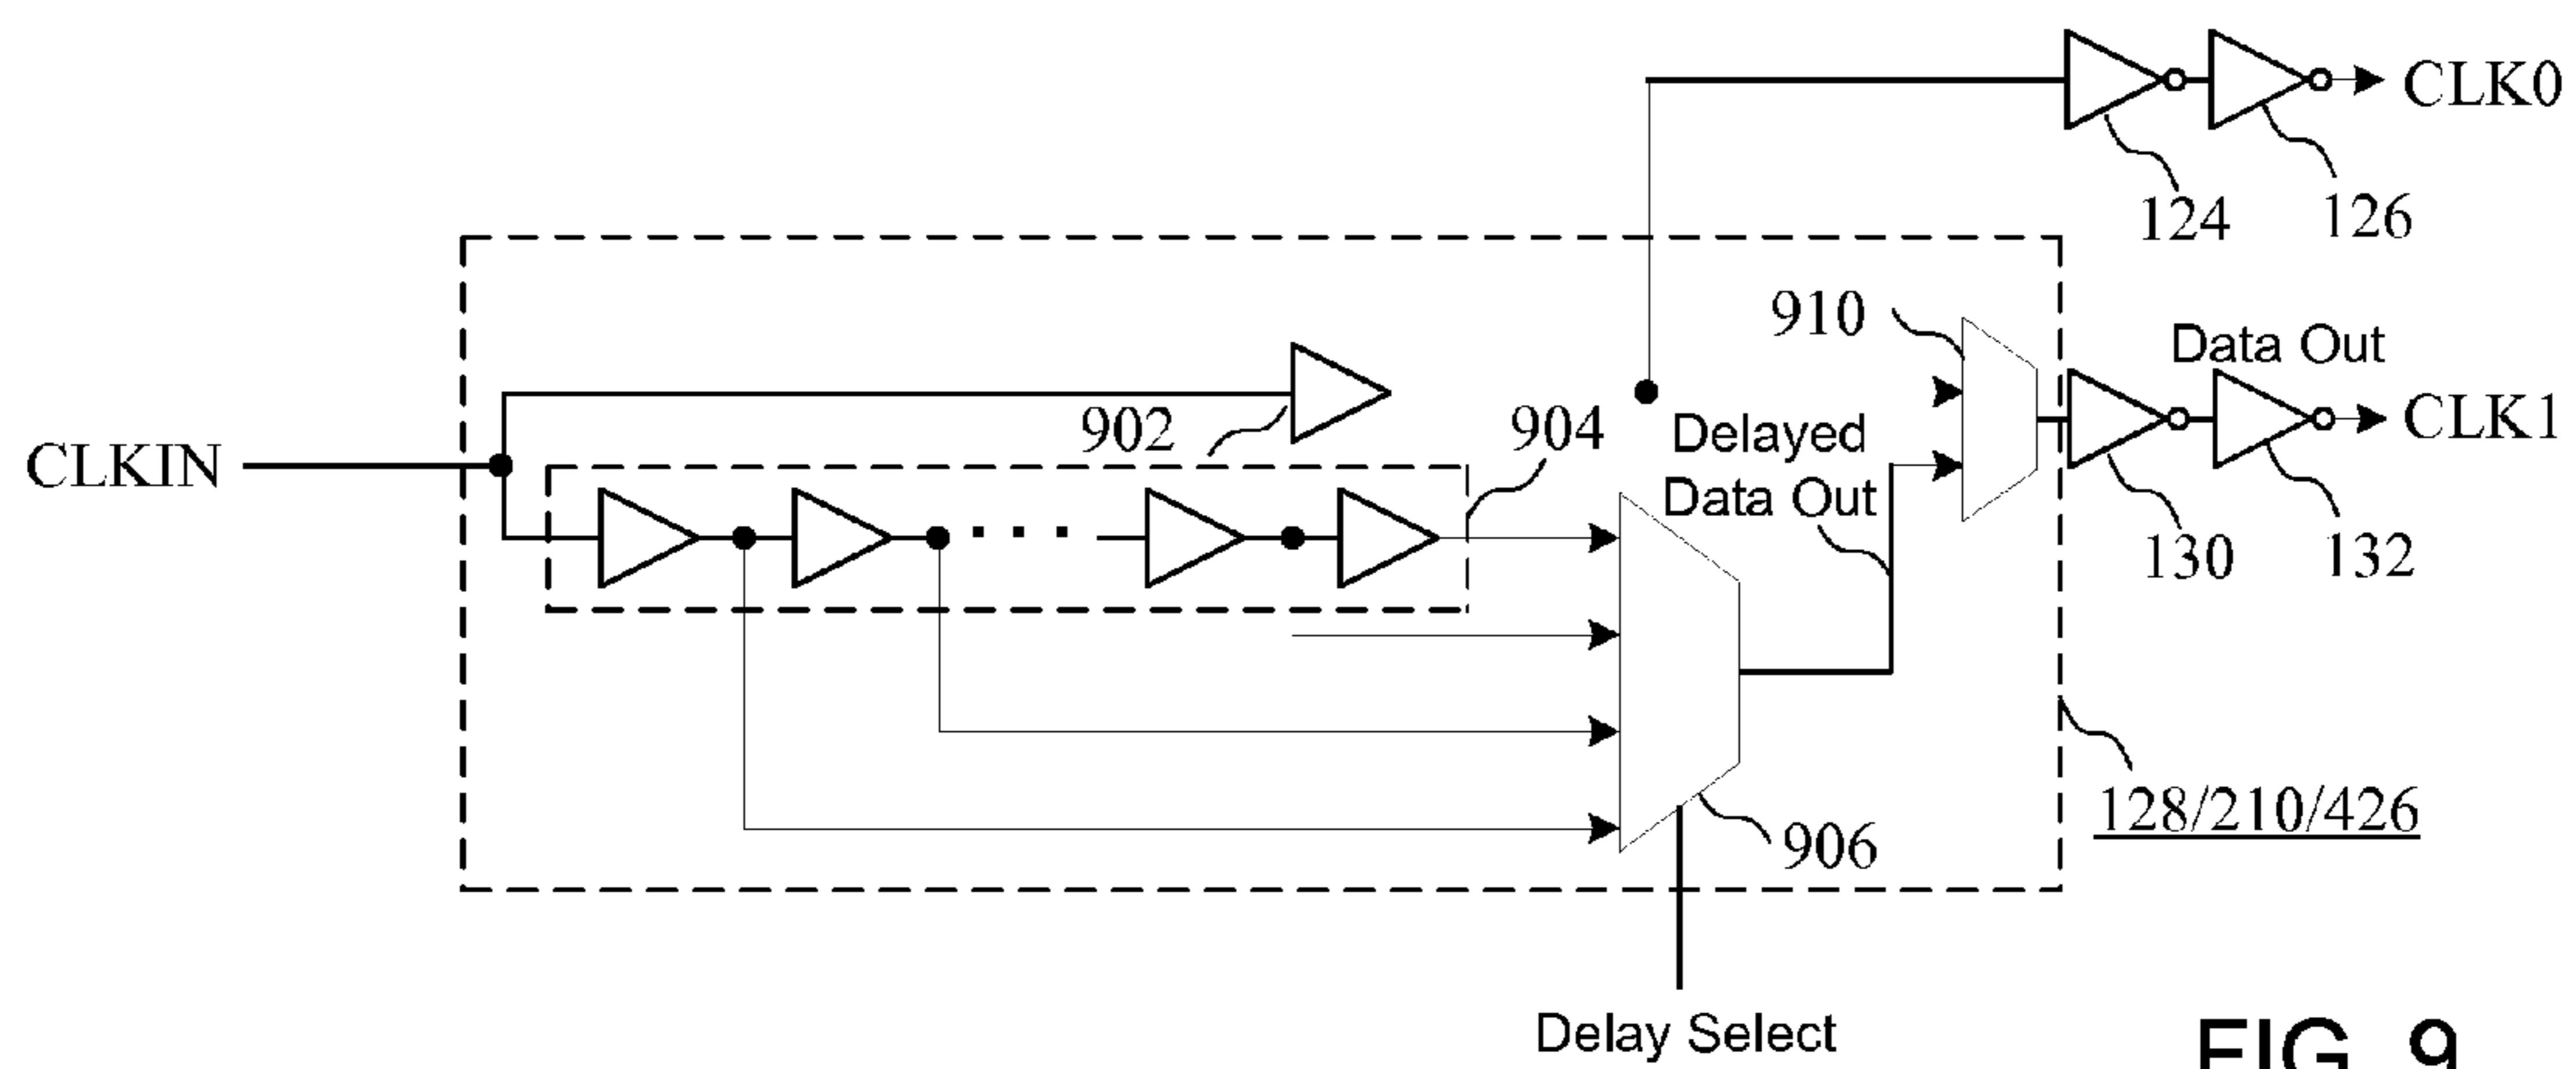 CLK0
124
126
910
Data Out
902
904
Delayed
Data Out
CLKIN
CLK1
130
132
906
128/210/426
Delay Select
FIG. 9